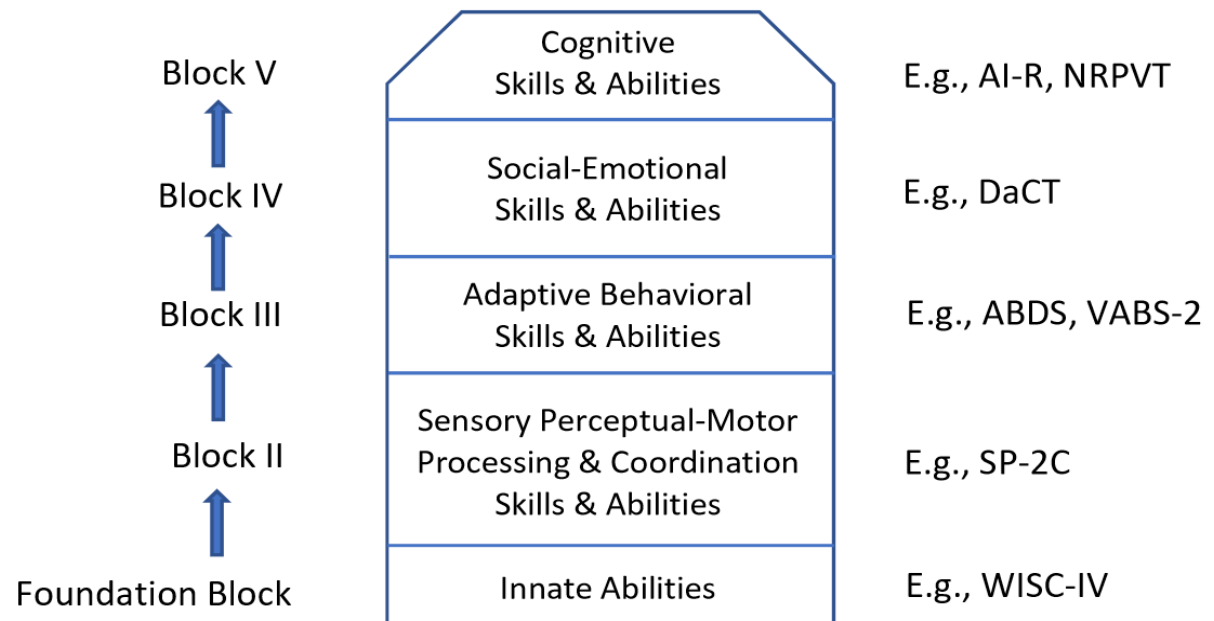 Block V
Cognitive
Skills & Abilities
E.g., AI-R, NRPVT
Block IV
Social-Emotional
Skills & Abilities
E.g., DaCT
Block III
Adaptive Behavioral
Skills & Abilities
E.g., ABDS, VABS-2
Block II
Sensory Perceptual-Motor
Processing & Coordination
Skills & Abilities
E.g., SP-2C
Foundation Block
Innate Abilities
E.g., WISC-IV